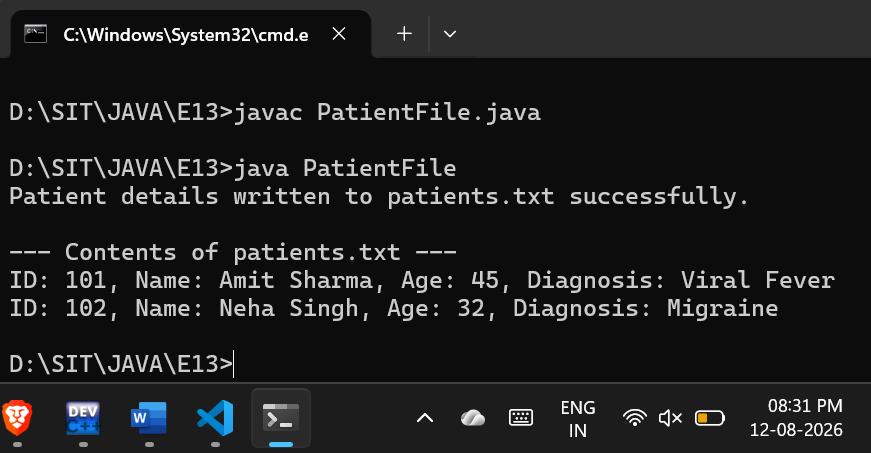 C:\Windows\System32\cmd.e
D:\SIT\JAVA\E13>javac PatientFile.java
D:\SIT\JAVA\E13>java PatientFile
Patient details written to patients.txt successfully.
--- Contents of patients.txt ---
ID: 101, Name: Amit Sharma, Age: 45, Diagnosis: Viral Fever
ID: 102, Name: Neha Singh, Age: 32, Diagnosis: Migraine
D:\SIT\JAVA\E13>
DEV
C++
W
ENG
IN
08:31 PM
12-08-2026